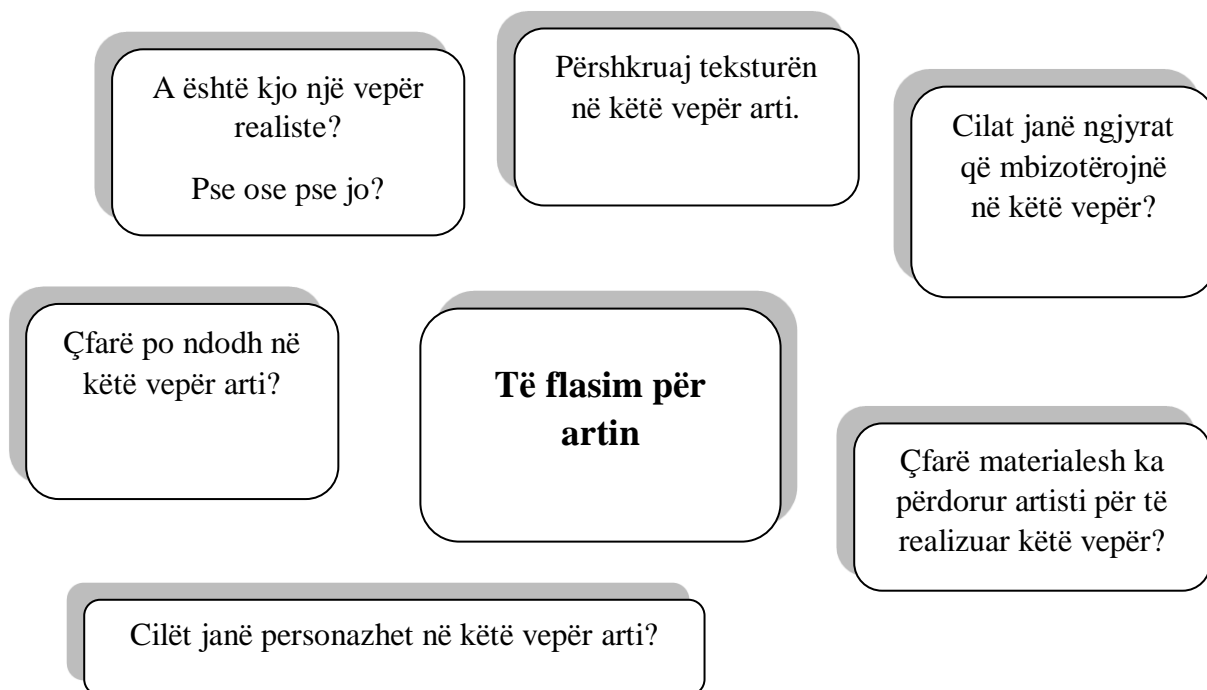 A është kjo një vepër
realiste?
Pse ose pse jo?
Përshkruaj teksturën
në këtë vepër arti.
Cilat janë ngjyrat
që mbizotërojnë
në këtë vepër?
Çfarë po ndodh në
këtë vepër arti?
Të flasim për
artin
Çfarë materialesh ka
përdorur artisti për të
realizuar këtë vepër?
Cilët janë personazhet në këtë vepër arti?